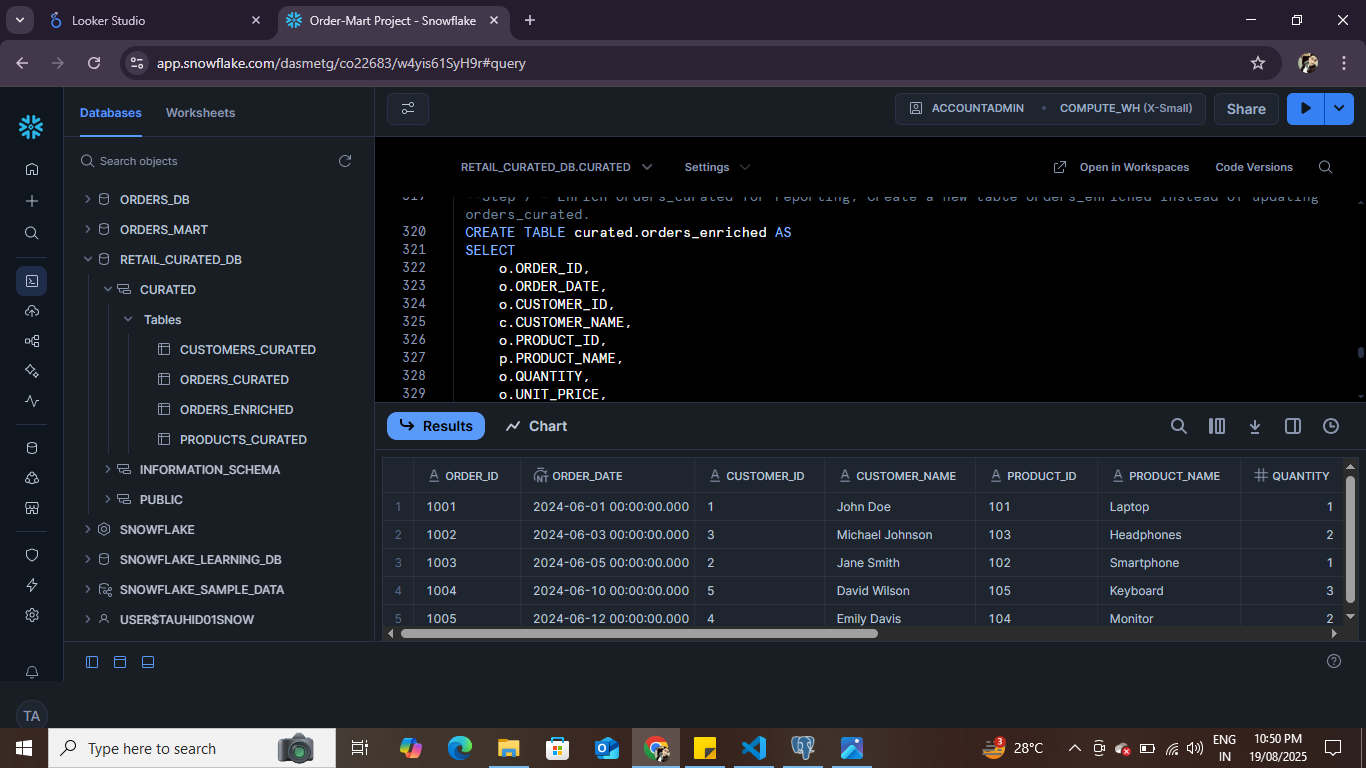 Looker Studio
Order-Mart Project - Snowflake
app.snowflake.com/dasmetg/co22683/w4yis61SyH9r#query
Databases
Worksheets
Search objects
ORDERS_DB
ORDERS_MART
RETAIL_CURATED_DB
CURATED
Tables
CUSTOMERS_CURATED
ORDERS_CURATED
ORDERS_ENRICHED
PRODUCTS_CURATED
INFORMATION_SCHEMA
PUBLIC
SNOWFLAKE
SNOWFLAKE_LEARNING_DB
SNOWFLAKE_SAMPLE_DATA
USER$TAUHID01SNOW
TA
ACCOUNTADMIN
COMPUTE_WH (X-Small)
Share
RETAIL_CURATED_DB.CURATED
Settings
Open in Workspaces
Code Versions
319 Step 7 - Enrich orders_curated for reporting, Create a new table orders_enriched instead of updating
orders_curated.
320 CREATE TABLE curated.orders_enriched AS
321 SELECT
322 o.ORDER_ID,
323 o.ORDER_DATE,
324 o.CUSTOMER_ID,
325 c.CUSTOMER_NAME,
326 o.PRODUCT_ID,
327 p.PRODUCT_NAME,
328 o.QUANTITY,
329 o.UNIT_PRICE,
Results
Chart
ORDER_ID ORDER_DATE CUSTOMER_ID CUSTOMER_NAME PRODUCT_ID PRODUCT_NAME QUANTITY
1 1001 2024-06-01 00:00:00.000 1 John Doe 101 Laptop 1
2 1002 2024-06-03 00:00:00.000 3 Michael Johnson 103 Headphones 2
3 1003 2024-06-05 00:00:00.000 2 Jane Smith 102 Smartphone 1
4 1004 2024-06-10 00:00:00.000 5 David Wilson 105 Keyboard 3
5 1005 2024-06-12 00:00:00.000 4 Emily Davis 104 Monitor 2
Type here to search
3
28°C
ENG
IN
10:50 PM
19/08/2025